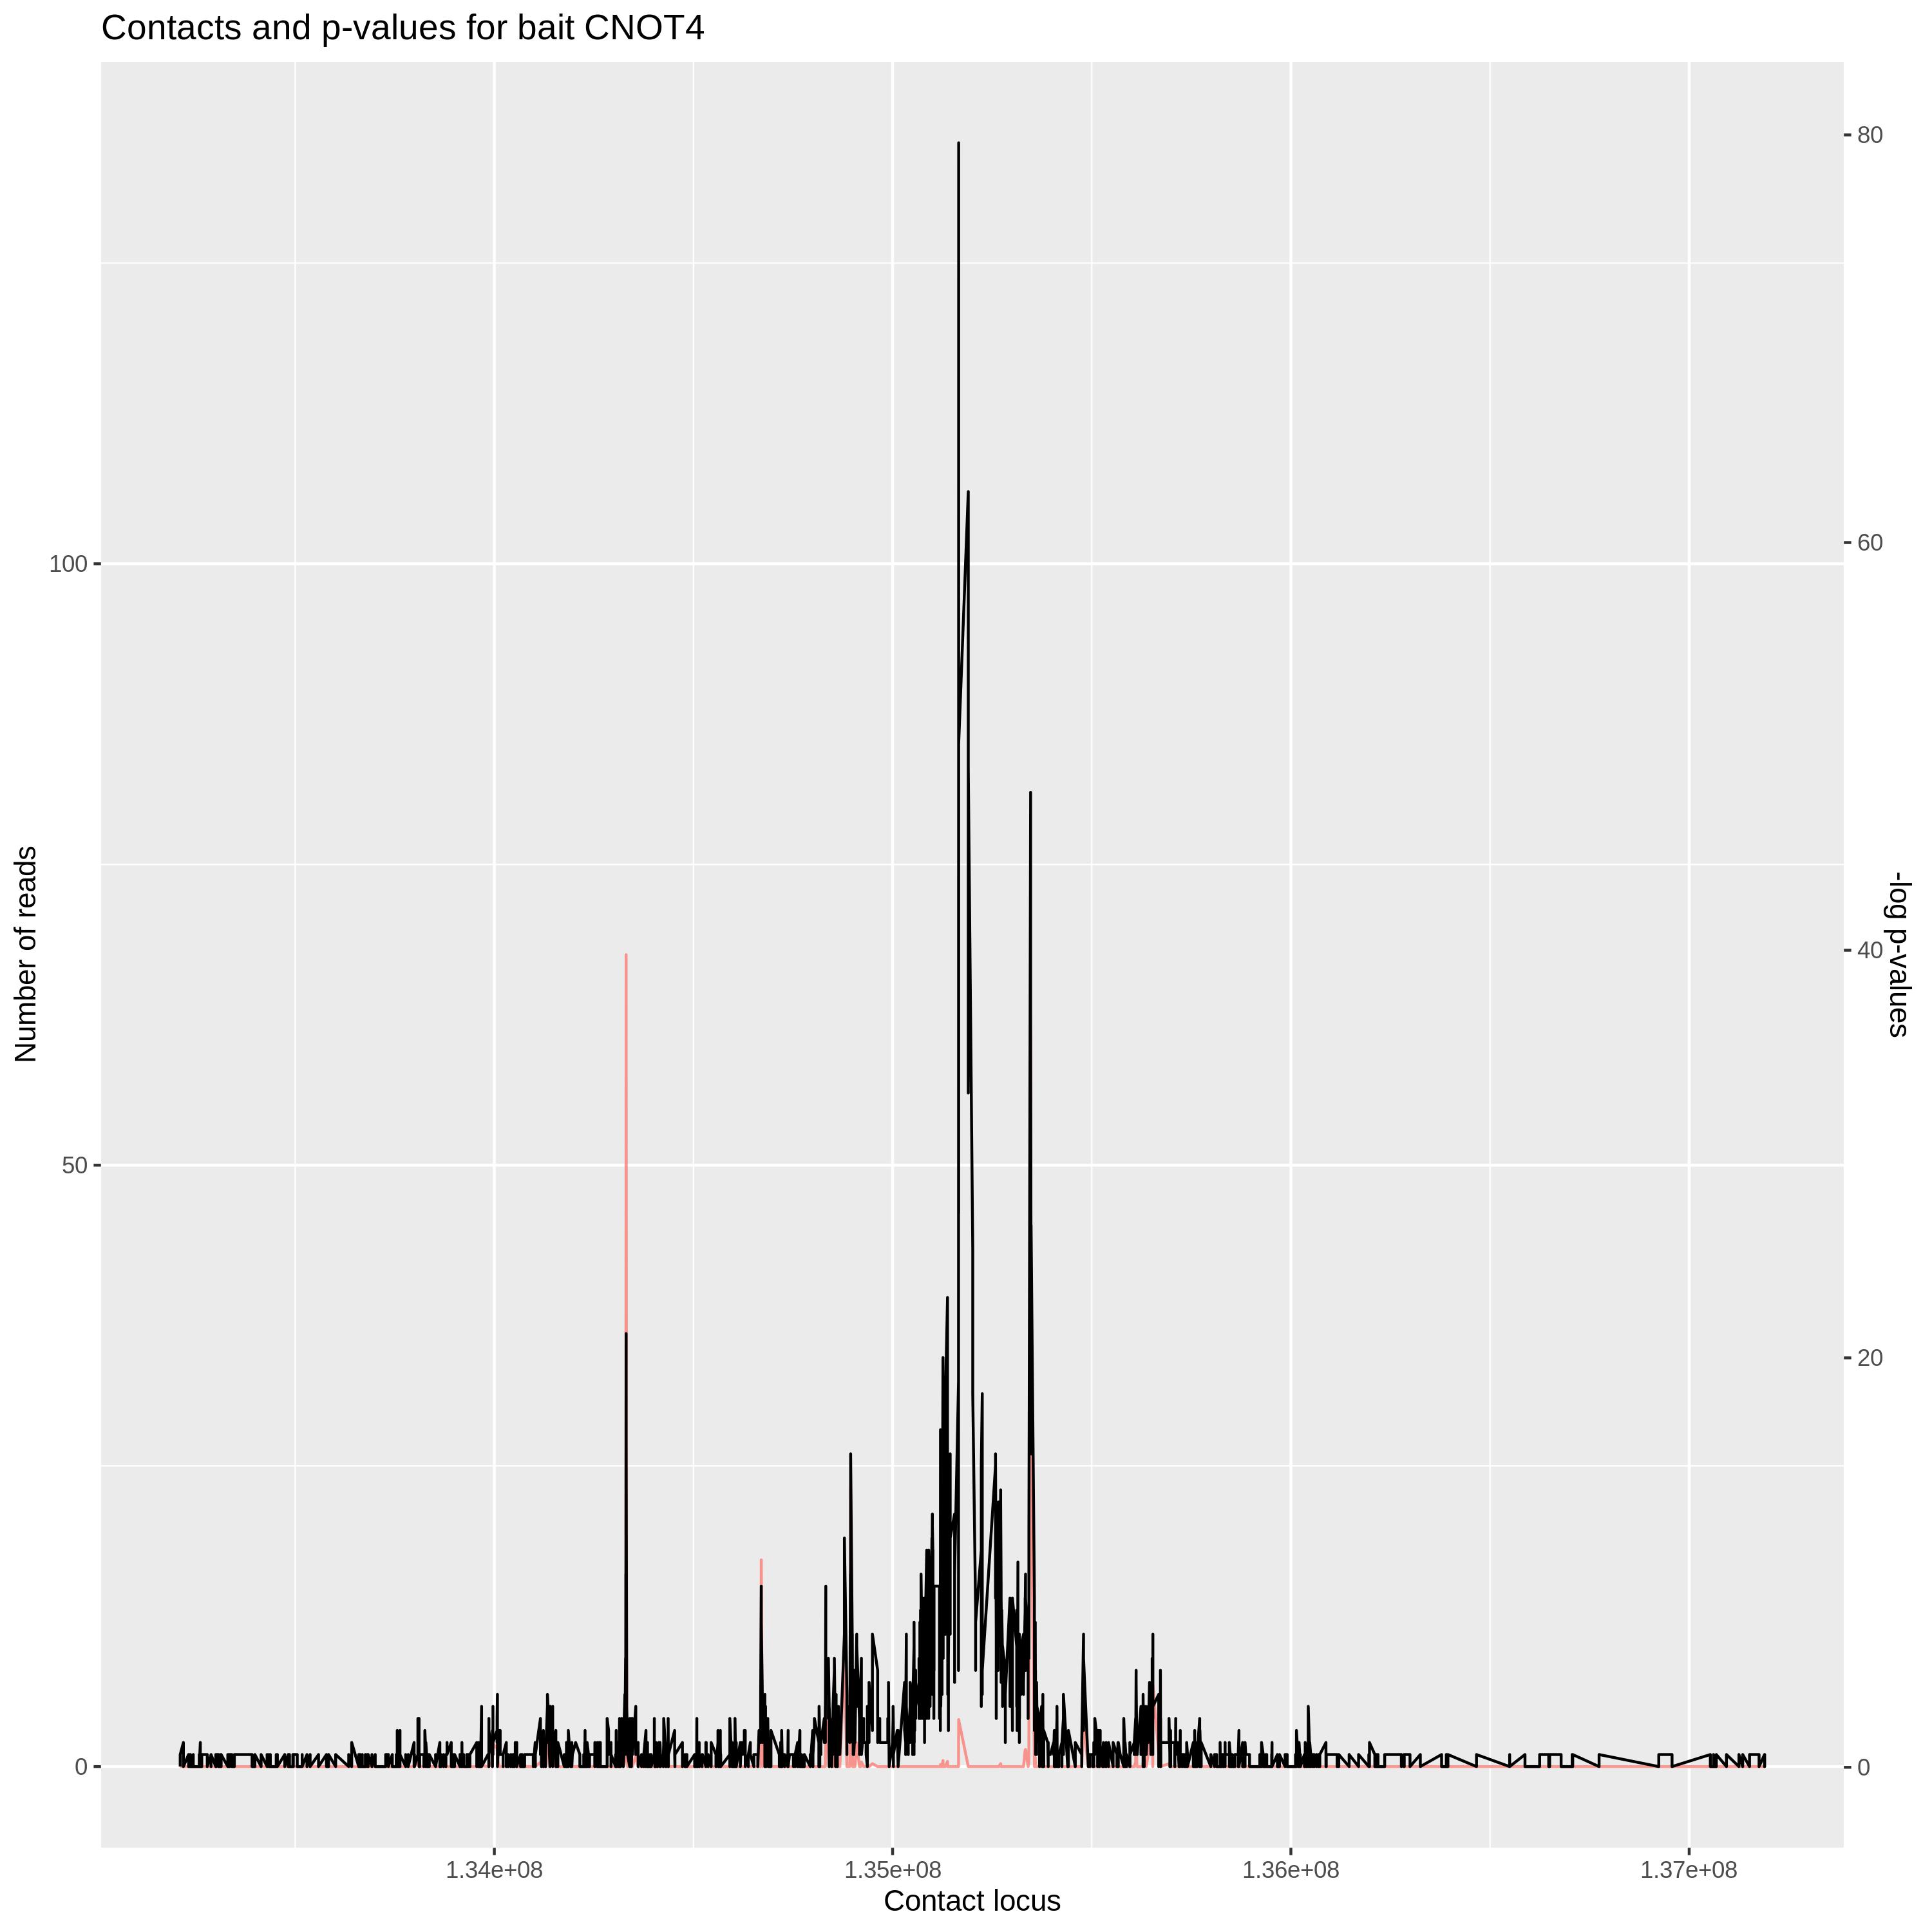 Contacts and p-values for bait CNOT4
80
60
100
40
Number of reads
-log p-values
50
20
0
0
1.34e+08
1.35e+08
1.36e+08
1.37e+08
Contact locus